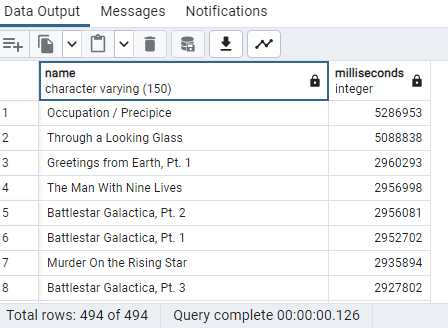 Data Output Messages Notifications
name milliseconds
character varying (150) integer
1 Occupation / Precipice 5286953
2 Through a Looking Glass 5088838
3 Greetings from Earth, Pt. 1 2960293
4 The Man With Nine Lives 2956998
5 Battlestar Galactica, Pt. 2 2956081
6 Battlestar Galactica, Pt. 1 2952702
7 Murder On the Rising Star 2935894
8 Battlestar Galactica, Pt. 3 2927802
Total rows: 494 of 494 Query complete 00:00:00.126